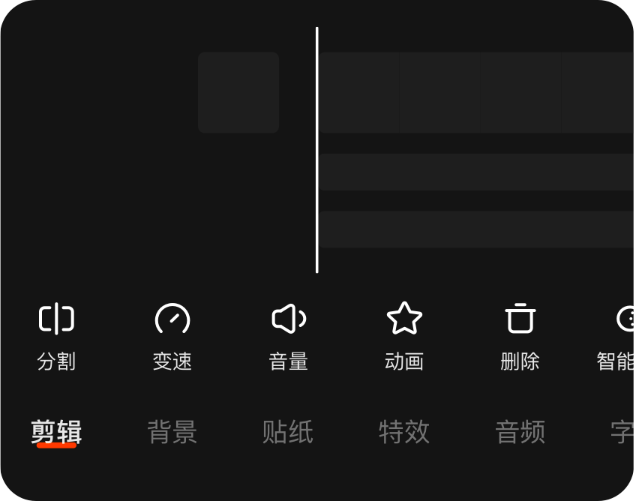 分割 变速 音量 动画 删除 智能
剪辑 背景 贴纸 特效 音频 字